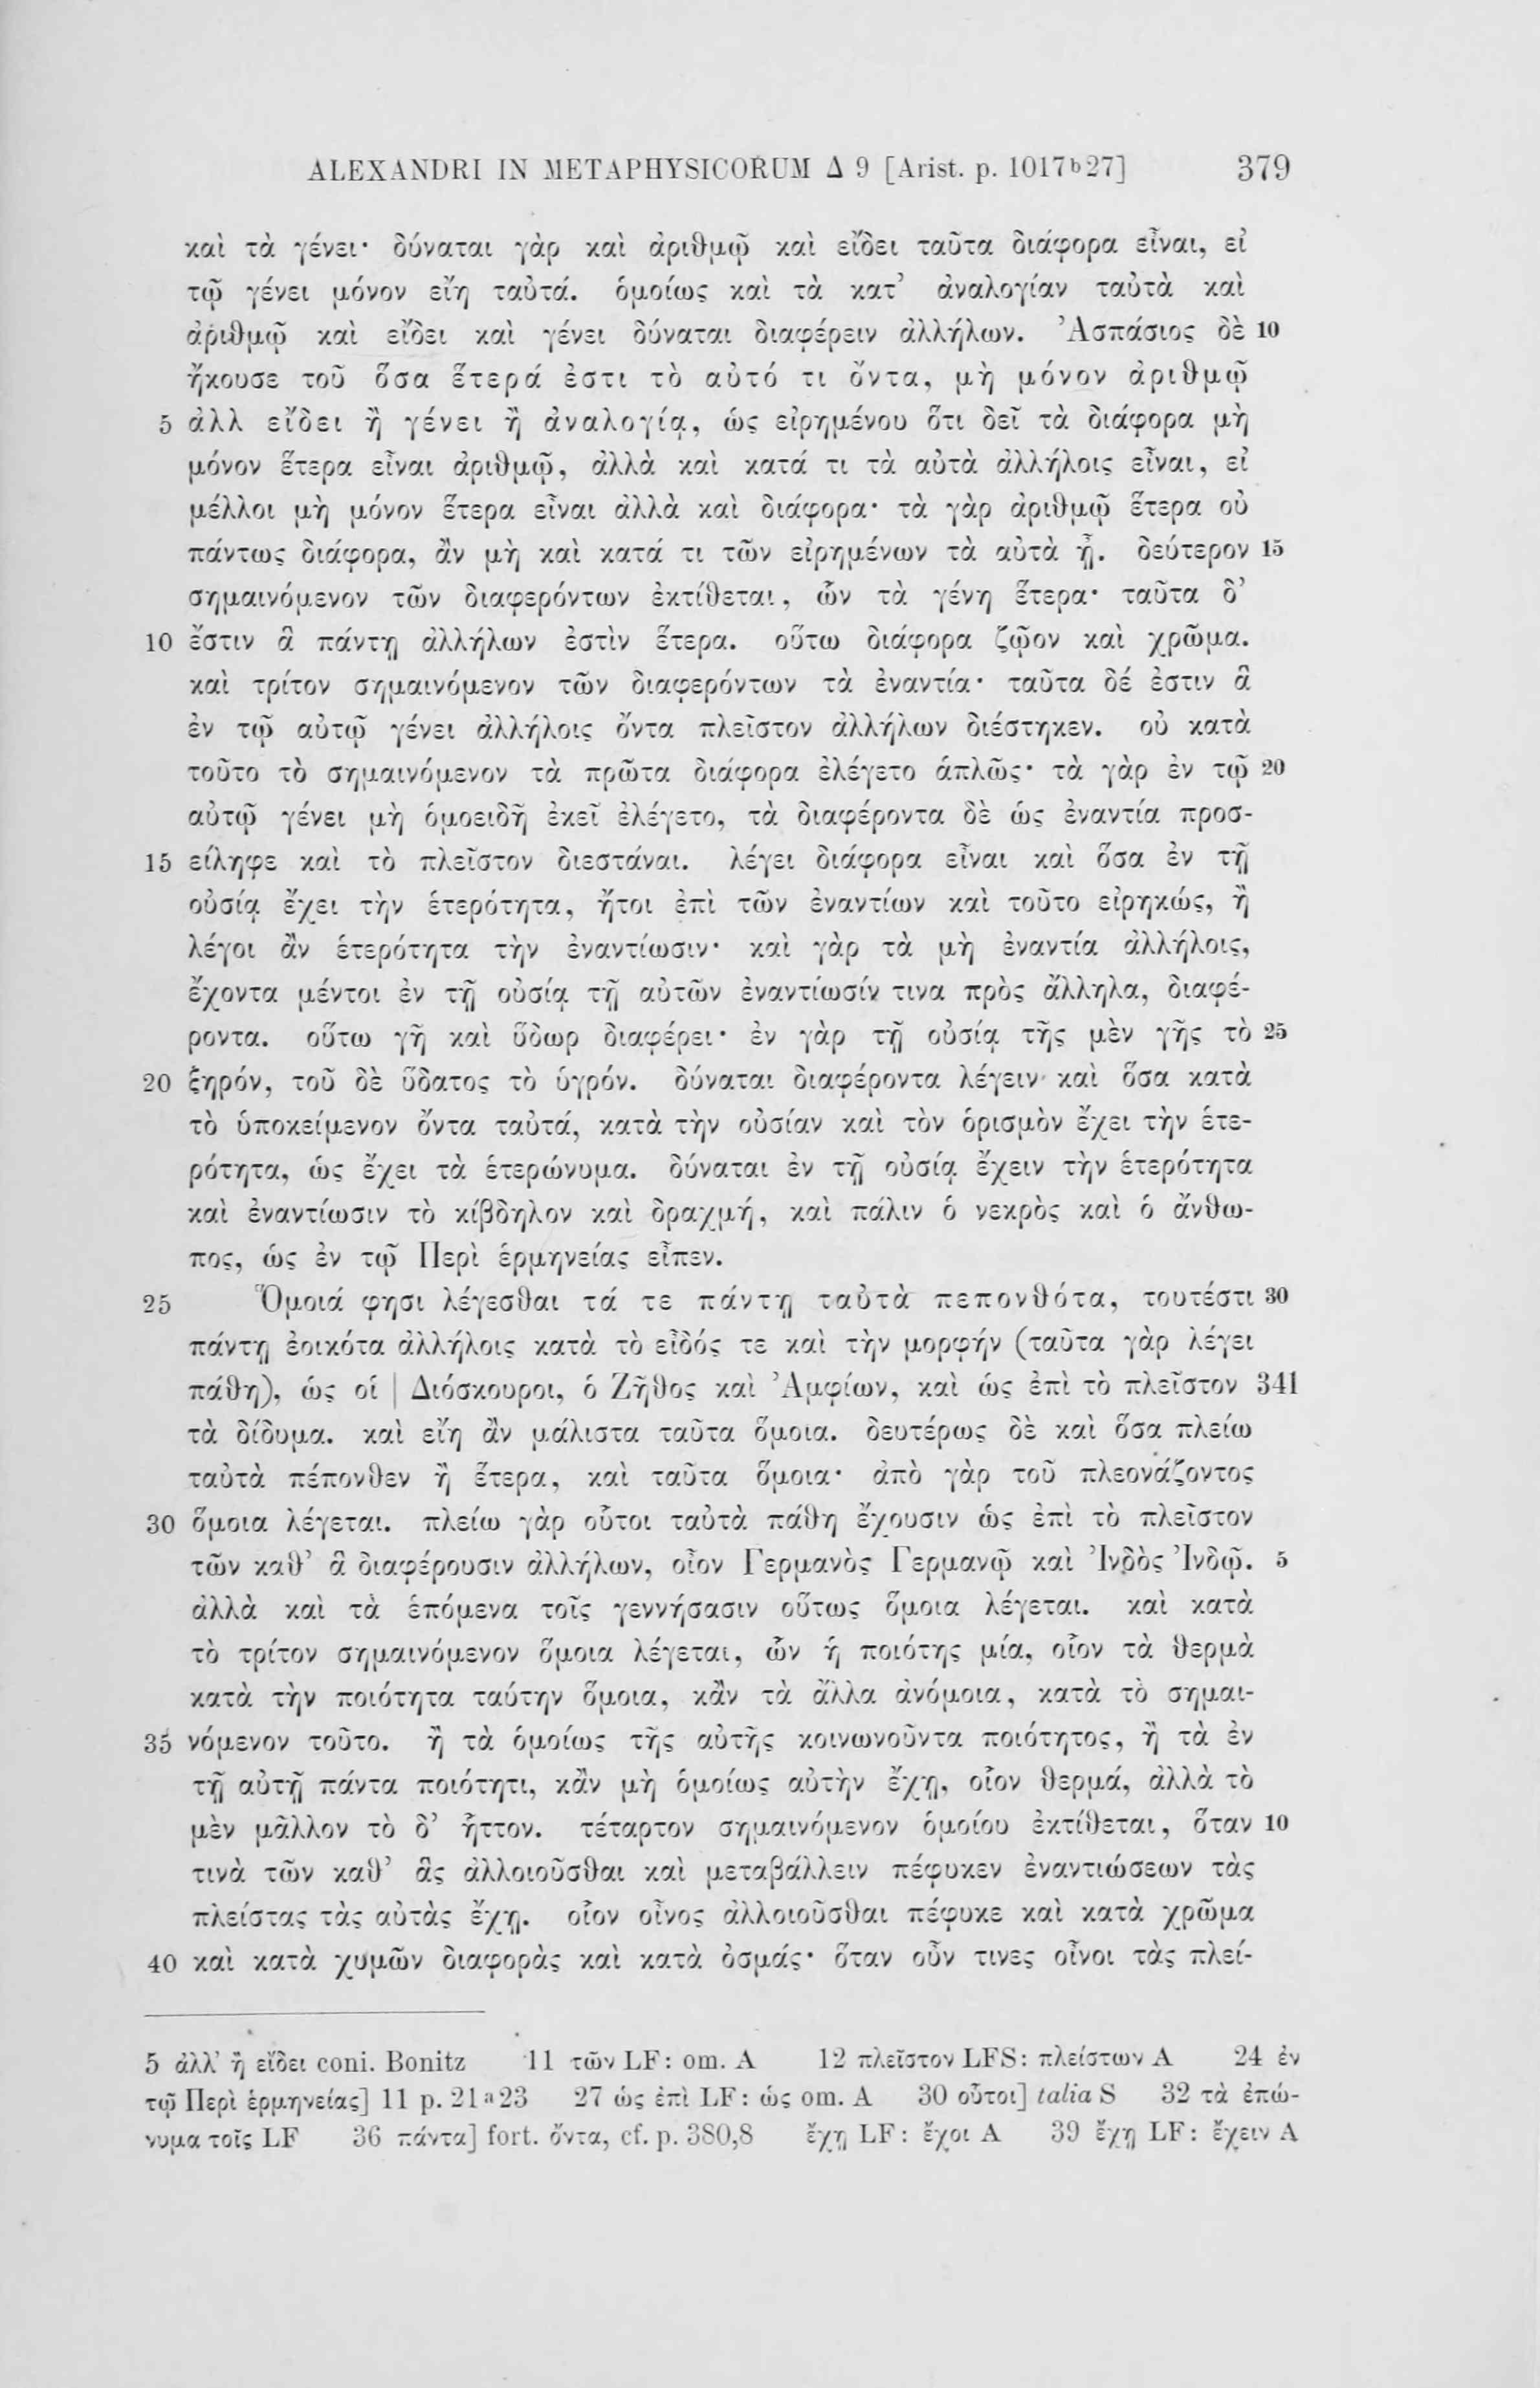 ALEXANDRI IN METAPHYSICORUM Δ 9 [Arist. p. 1017ᵇ27] 379
καὶ τὰ γένει· δύναται γὰρ καὶ ἀριθμῷ καὶ εἴδει ταῦτα διάφορα εἶναι, εἰ
τῷ γένει μόνον εἴη ταὐτά. ὁμοίως καὶ τὰ κατ’ ἀναλογίαν ταὐτὰ καὶ
ἀριθμῷ καὶ εἴδει καὶ γένει δύναται διαφέρειν ἀλλήλων. Ἀσπάσιος δὲ 10
ἤκουσε τοῦ ὅσα ἕτερά ἐστι τὸ αὐτό τι ὄντα, μὴ μόνον ἀριθμῷ
5 ἀλλ εἴδει ἢ γένει ἢ ἀναλογίᾳ, ὡς εἰρημένου ὅτι δεῖ τὰ διάφορα μὴ
μόνον ἕτερα εἶναι ἀριθμῷ, ἀλλὰ καὶ κατά τι τὰ αὐτὰ ἀλλήλοις εἶναι, εἰ
μέλλοι μὴ μόνον ἕτερα εἶναι ἀλλὰ καὶ διάφορα· τὰ γὰρ ἀριθμῷ ἕτερα οὐ
πάντως διάφορα, ἂν μὴ καὶ κατά τι τῶν εἰρημένων τὰ αὐτὰ ᾖ. δεύτερον 15
σημαινόμενον τῶν διαφερόντων ἐκτίθεται, ὧν τὰ γένη ἕτερα· ταῦτα δ’
10 ἔστιν ἃ πάντῃ ἀλλήλων ἐστὶν ἕτερα. οὕτω διάφορα ζῷον καὶ χρῶμα.
καὶ τρίτον σημαινόμενον τῶν διαφερόντων τὰ ἐναντία· ταῦτα δέ ἐστιν ἃ
ἐν τῷ αὐτῷ γένει ἀλλήλοις ὄντα πλεῖστον ἀλλήλων διέστηκεν. οὐ κατὰ
τοῦτο τὸ σημαινόμενον τὰ πρῶτα διάφορα ἐλέγετο ἁπλῶς· τὰ γὰρ ἐν τῷ 20
αὐτῷ γένει μὴ ὁμοειδῆ ἐκεῖ ἐλέγετο, τὰ διαφέροντα δὲ ὡς ἐναντία προσ-
15 είληφε καὶ τὸ πλεῖστον διεστάναι. λέγει διάφορα εἶναι καὶ ὅσα ἐν τῇ
οὐσίᾳ ἔχει τὴν ἑτερότητα, ἤτοι ἐπὶ τῶν ἐναντίων καὶ τοῦτο εἰρηκώς, ἢ
λέγοι ἂν ἑτερότητα τὴν ἐναντίωσιν· καὶ γὰρ τὰ μὴ ἐναντία ἀλλήλοις,
ἔχοντα μέντοι ἐν τῇ οὐσίᾳ τῇ αὐτῶν ἐναντίωσίν τινα πρὸς ἄλληλα, διαφέ-
ροντα. οὕτω γῆ καὶ ὕδωρ διαφέρει· ἐν γὰρ τῇ οὐσίᾳ τῆς μὲν γῆς τὸ 25
20 ξηρόν, τοῦ δὲ ὕδατος τὸ ὑγρόν. δύναται διαφέροντα λέγειν καὶ ὅσα κατὰ
τὸ ὑποκείμενον ὄντα ταὐτά, κατὰ τὴν οὐσίαν καὶ τὸν ὁρισμὸν ἔχει τὴν ἑτε-
ρότητα, ὡς ἔχει τὰ ἑτερώνυμα. δύναται ἐν τῇ οὐσίᾳ ἔχειν τὴν ἑτερότητα
καὶ ἐναντίωσιν τὸ κίβδηλον καὶ δραχμή, καὶ πάλιν ὁ νεκρὸς καὶ ὁ ἄνθω-
πος, ὡς ἐν τῷ Περὶ ἑρμηνείας εἶπεν.
25 Ὅμοιά φησι λέγεσθαι τά τε πάντῃ ταὐτὰ πεπονθότα, τουτέστι 30
πάντῃ ἐοικότα ἀλλήλοις κατὰ τὸ εἶδός τε καὶ τὴν μορφήν (ταῦτα γὰρ λέγει
πάθη), ὡς οἱ | Διόσκουροι, ὁ Ζῆθος καὶ Ἀμφίων, καὶ ὡς ἐπὶ τὸ πλεῖστον 341
τὰ δίδυμα. καὶ εἴη ἂν μάλιστα ταῦτα ὅμοια. δευτέρως δὲ καὶ ὅσα πλείω
ταὐτὰ πέπονθεν ἢ ἕτερα, καὶ ταῦτα ὅμοια· ἀπὸ γὰρ τοῦ πλεονάζοντος
30 ὅμοια λέγεται. πλείω γὰρ οὗτοι ταὐτὰ πάθη ἔχουσιν ὡς ἐπὶ τὸ πλεῖστον
τῶν καθ’ ἃ διαφέρουσιν ἀλλήλων, οἷον Γερμανὸς Γερμανῷ καὶ Ἰνδὸς Ἰνδῷ. 5
ἀλλὰ καὶ τὰ ἑπόμενα τοῖς γεννήσασιν οὕτως ὅμοια λέγεται. καὶ κατὰ
τὸ τρίτον σημαινόμενον ὅμοια λέγεται, ὧν ἡ ποιότης μία, οἷον τὰ θερμὰ
κατὰ τὴν ποιότητα ταύτην ὅμοια, κἂν τὰ ἄλλα ἀνόμοια, κατὰ τὸ σημαι-
35 νόμενον τοῦτο. ἢ τὰ ὁμοίως τῆς αὐτῆς κοινωνοῦντα ποιότητος, ἢ τὰ ἐν
τῇ αὐτῇ πάντα ποιότητι, κἂν μὴ ὁμοίως αὐτὴν ἔχῃ, οἷον θερμά, ἀλλὰ τὸ
μὲν μᾶλλον τὸ δ’ ἧττον. τέταρτον σημαινόμενον ὁμοίου ἐκτίθεται, ὅταν 10
τινὰ τῶν καθ’ ἃς ἀλλοιοῦσθαι καὶ μεταβάλλειν πέφυκεν ἐναντιώσεων τὰς
πλείστας τὰς αὐτὰς ἔχῃ. οἷον οἶνος ἀλλοιοῦσθαι πέφυκε καὶ κατὰ χρῶμα
40 καὶ κατὰ χυμῶν διαφορὰς καὶ κατὰ ὀσμάς· ὅταν οὖν τινες οἶνοι τὰς πλεί-
5 ἀλλ’ ἢ εἴδει coni. Bonitz 11 τῶν LF: om. A 12 πλεῖστον LFS: πλείστων A 24 ἐν
τῷ Περὶ ἑρμηνείας] 11 p. 21ᵃ23 27 ὡς ἐπὶ LF: ὡς om. A 30 οὗτοι] talia S 32 τὰ ἐπώ-
νυμα τοῖς LF 36 πάντα] fort. ὄντα, cf. p. 380,8 ἔχῃ LF: ἔχοι A 39 ἔχῃ LF: ἔχειν A